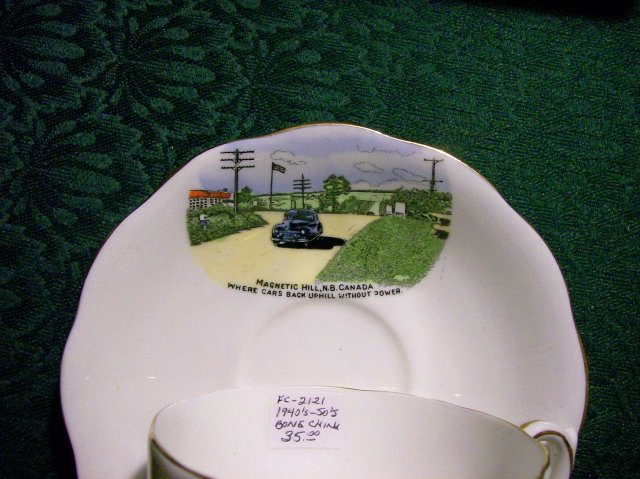 MAGNETIC HILL, N.B. CANADA
WHERE CARS BACK UPHILL WITHOUT POWER.
FC-2121
1940's-50's
BONE CHINA
35.00